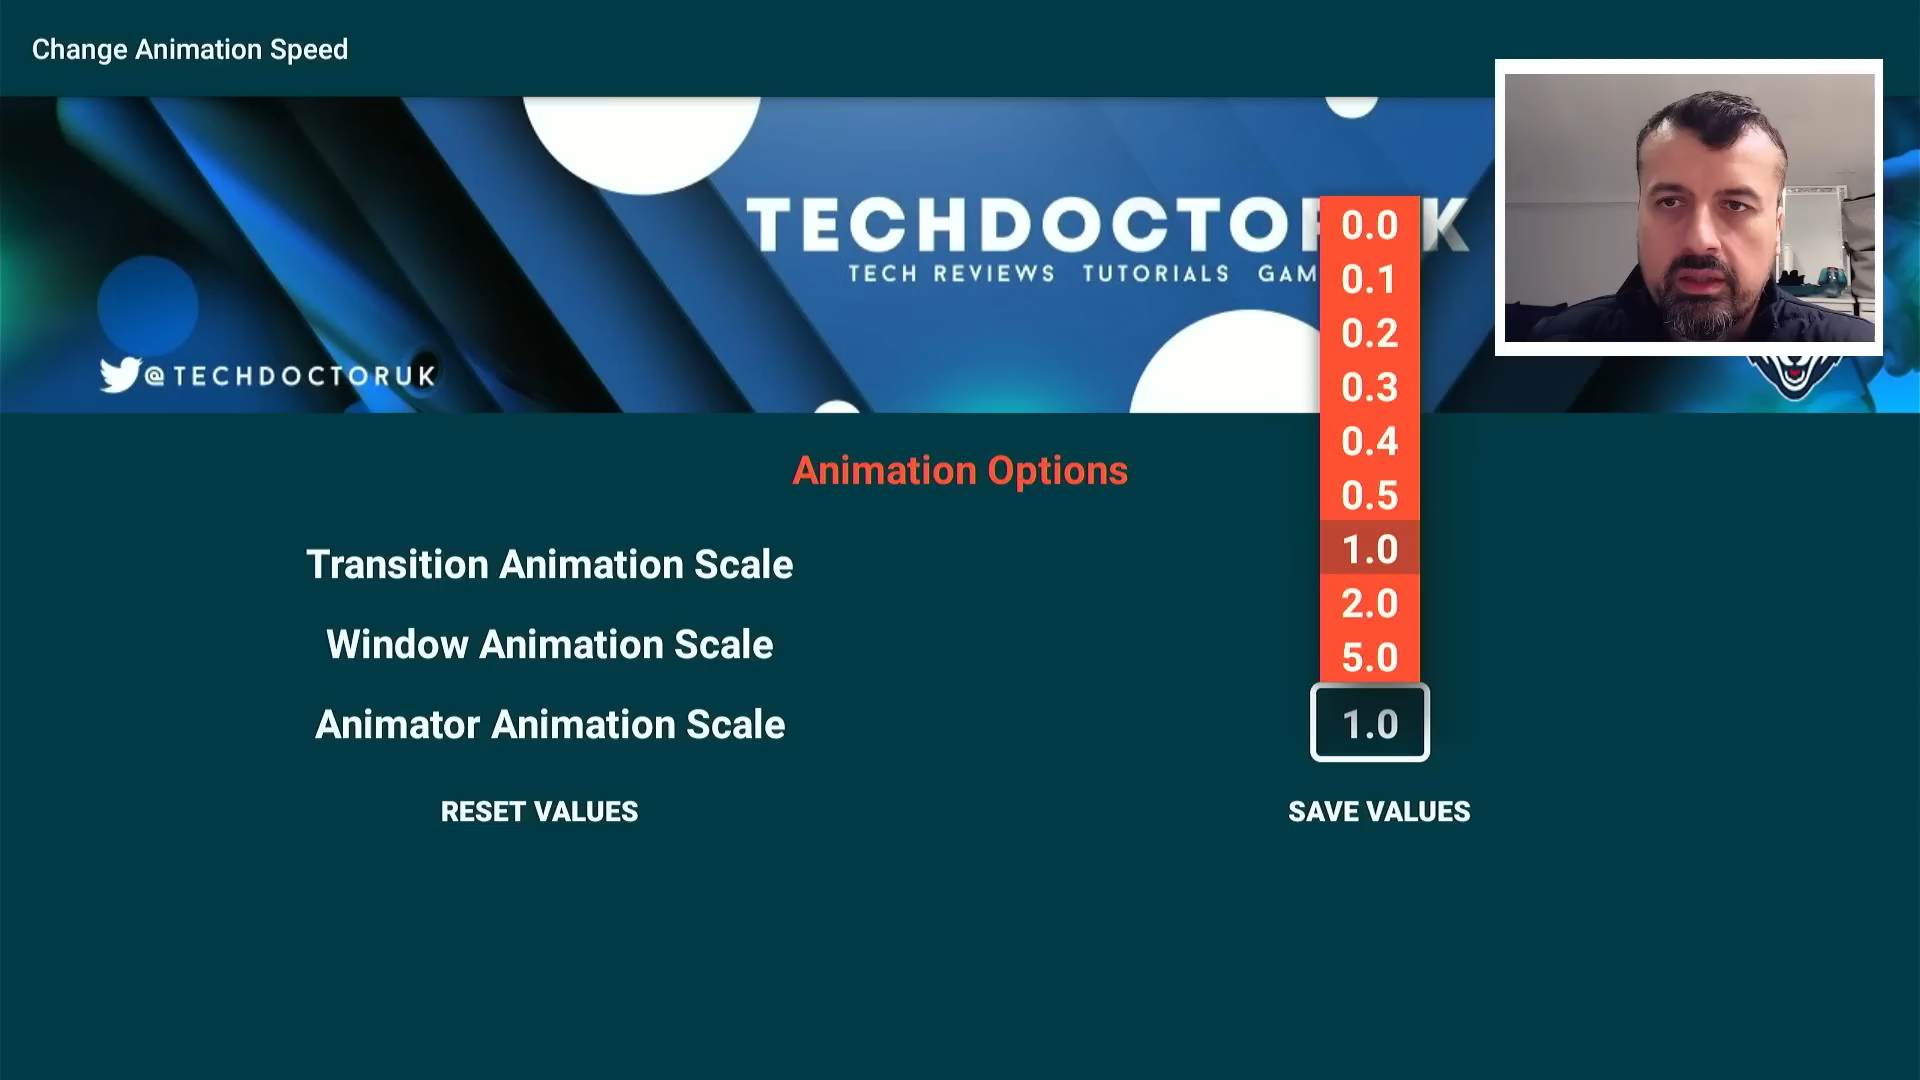 Change Animation Speed
TECHDOCTO K
TECH REVIEWS TUTORIALS GAM
@TECHDOCTORUK
0.0
0.1
0.2
0.3
0.4
0.5
1.0
2.0
5.0
Animation Options
Transition Animation Scale
Window Animation Scale
Animator Animation Scale
1.0
RESET VALUES
SAVE VALUES